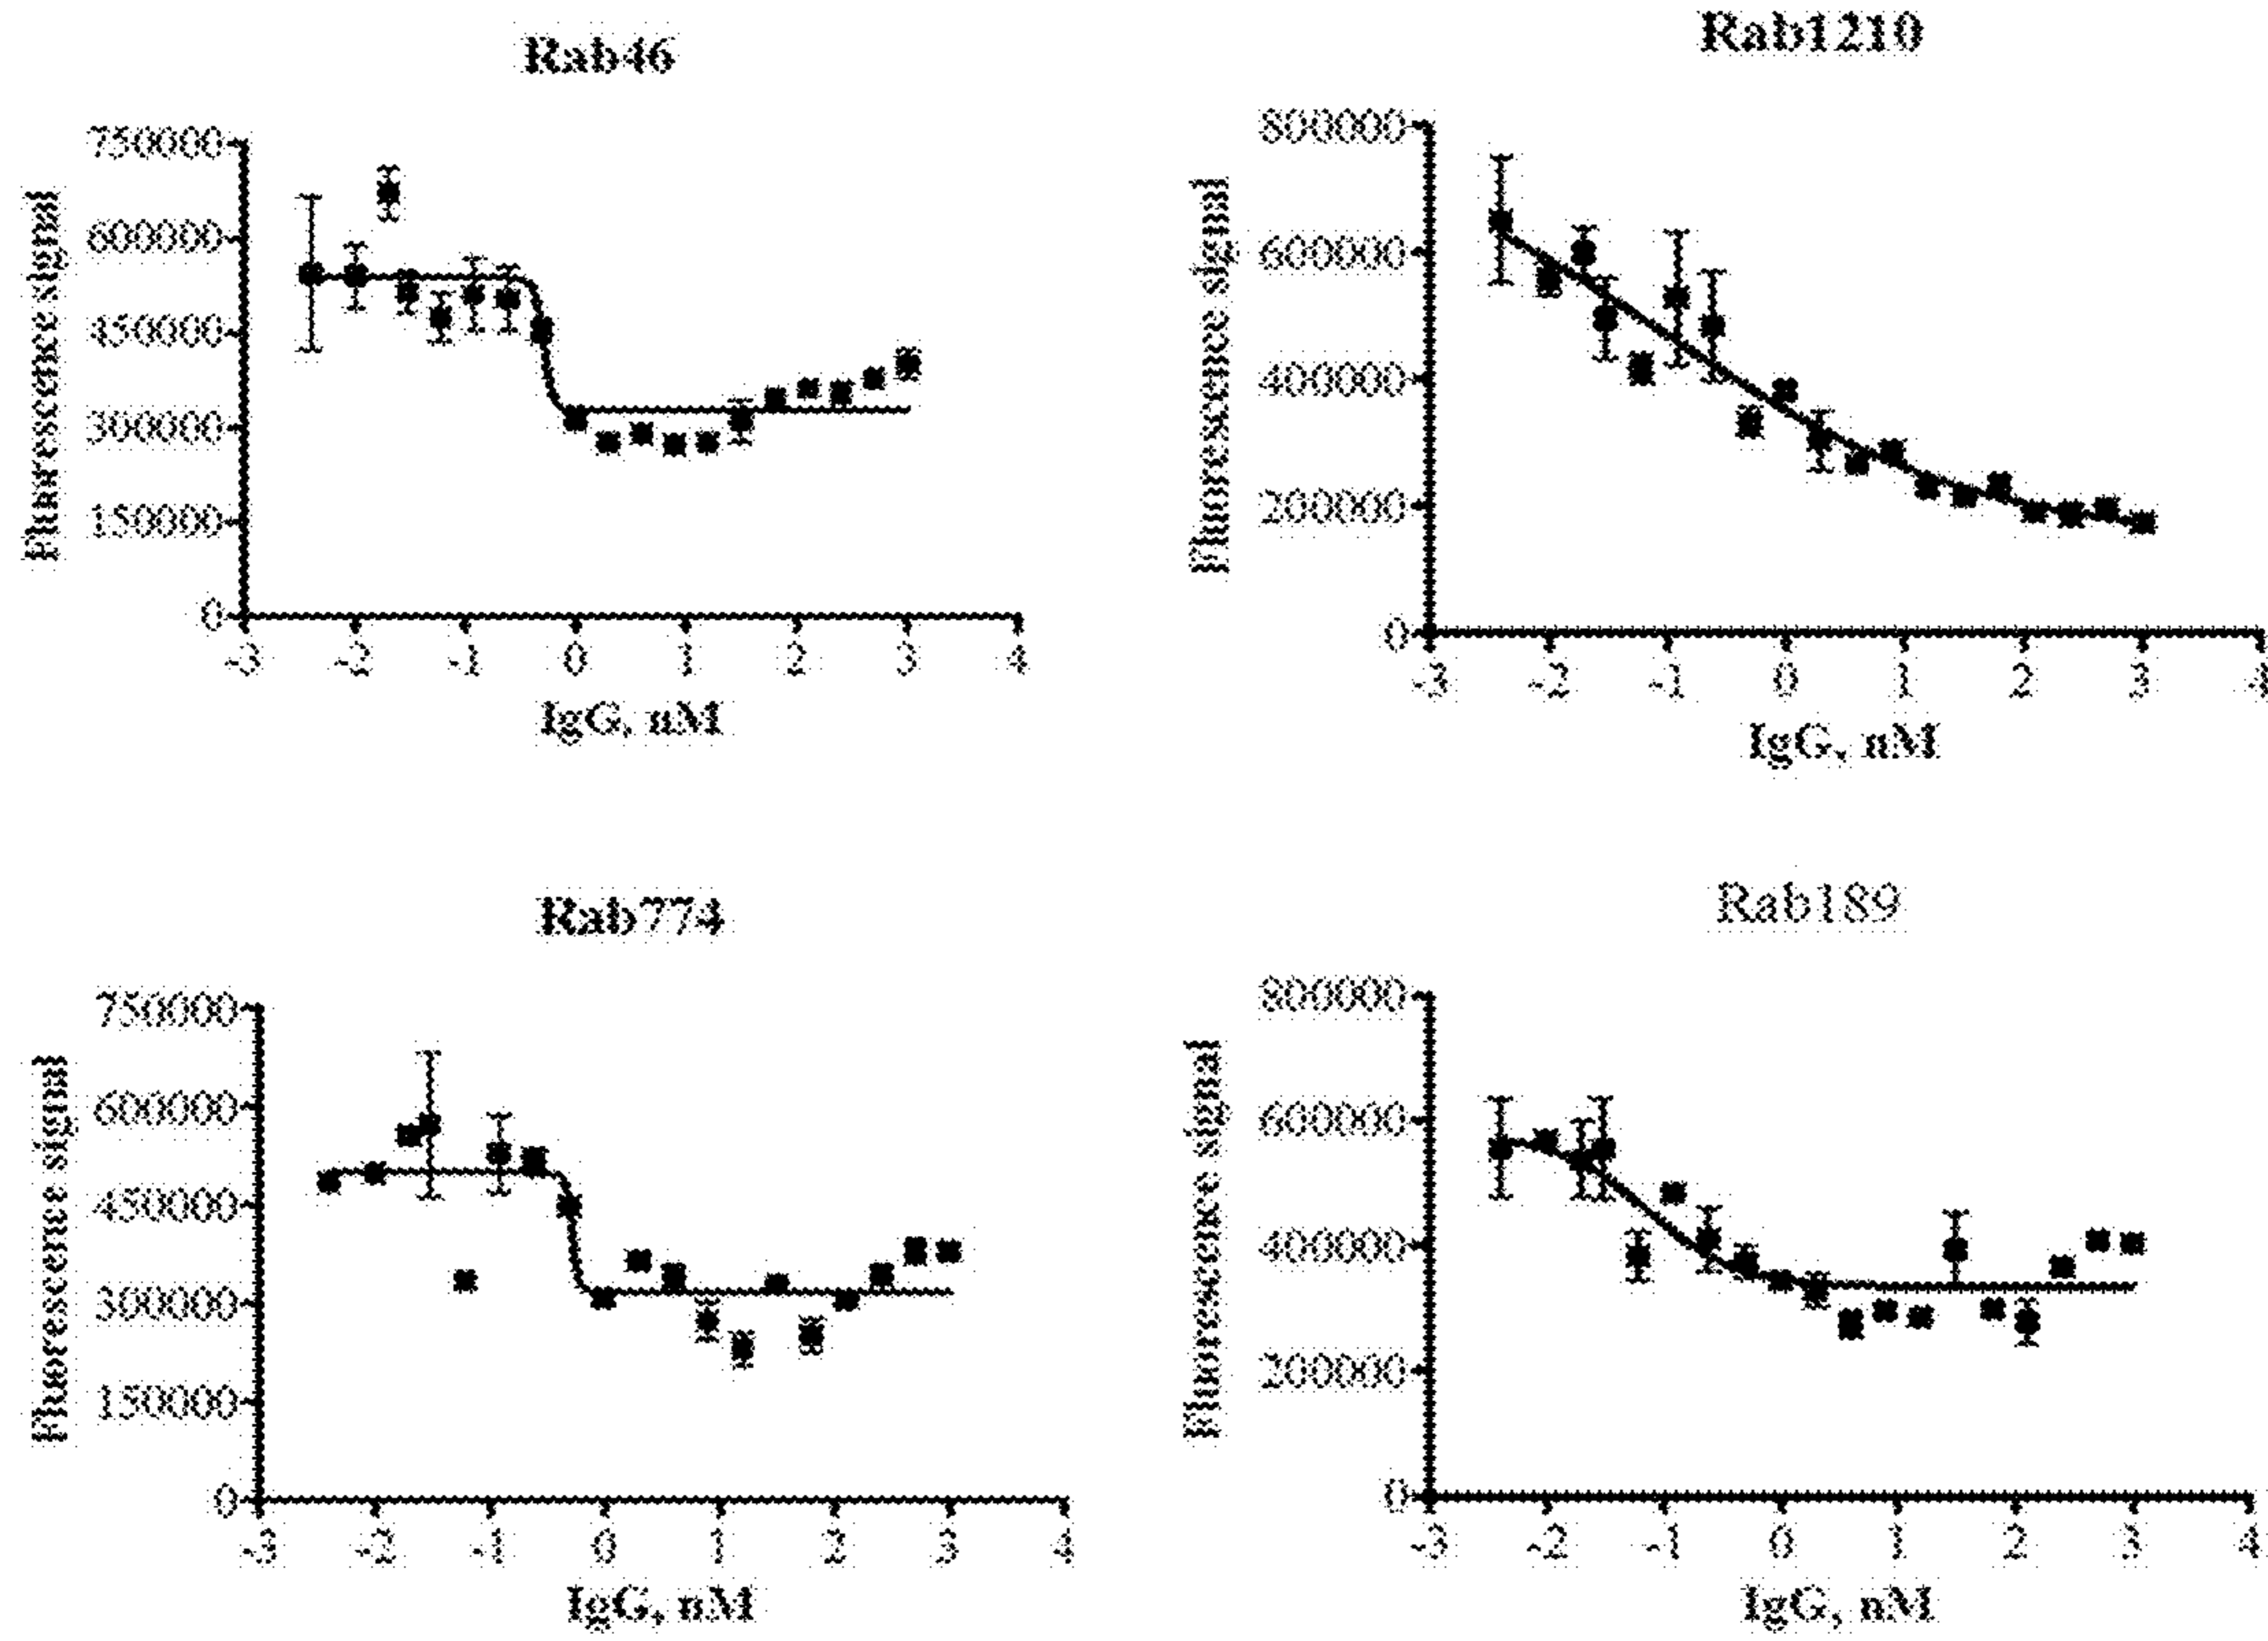 Rab46
Fluorescence signal
750000
600000
450000
300000
150000
0
-3 -2 -1 0 1 2 3 4
IgG, nM
Rab1210
Fluorescence signal
800000
600000
400000
200000
0
-3 -2 -1 0 1 2 3 4
IgG, nM
Rab774
Fluorescence signal
750000
600000
450000
300000
150000
0
-3 -2 -1 0 1 2 3 4
IgG, nM
Rab189
Fluorescence signal
800000
600000
400000
200000
0
-3 -2 -1 0 1 2 3 4
IgG, nM